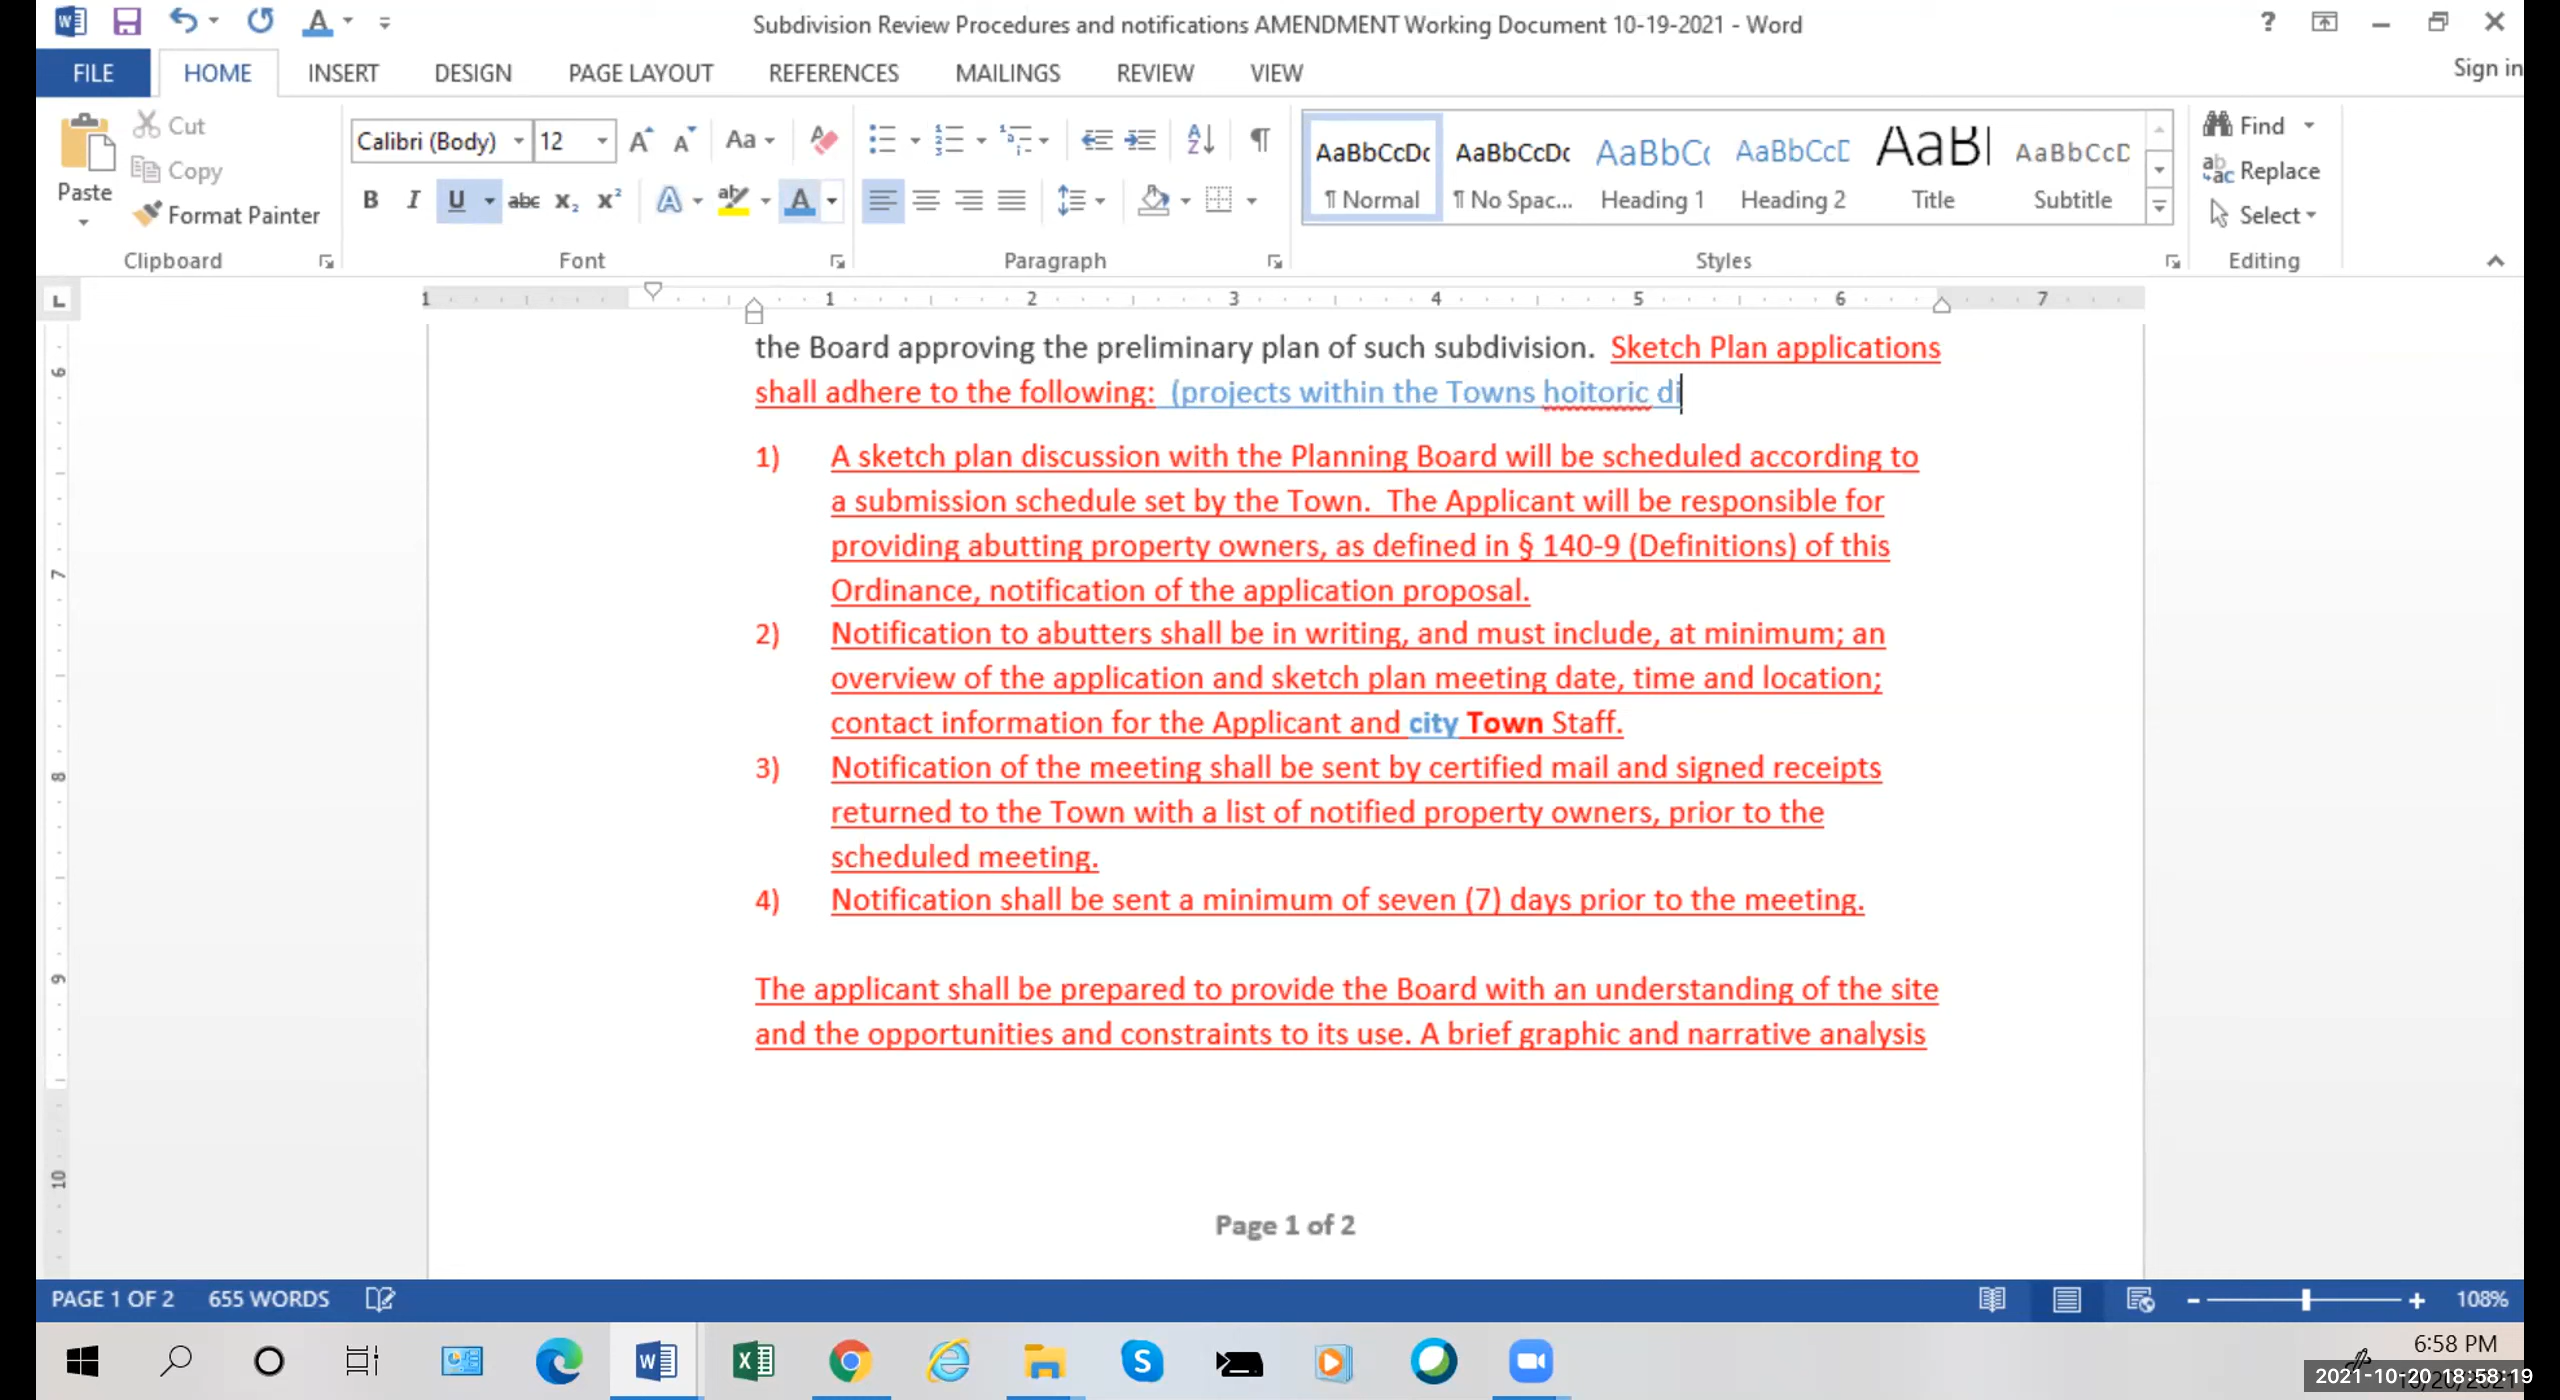 Subdivision Review Procedures and notifications AMENDMENT Working Document 10-19-2021 - Word
FILE HOME INSERT DESIGN PAGE LAYOUT REFERENCES MAILINGS REVIEW VIEW Sign in
Paste
Cut
Copy
Format Painter
Clipboard
Calibri (Body) 12
Font
Paragraph
AaBbCcDc AaBbCcDc AaBbCc AaBbCcD AaBl AaBbCcD
¶ Normal ¶ No Spac... Heading 1 Heading 2 Title Subtitle
Styles
Find
Replace
Select
Editing
1 1 2 3 4 5 6 7
the Board approving the preliminary plan of such subdivision. Sketch Plan applications
shall adhere to the following: (projects within the Towns hoitoric di
1) A sketch plan discussion with the Planning Board will be scheduled according to
a submission schedule set by the Town. The Applicant will be responsible for
providing abutting property owners, as defined in § 140-9 (Definitions) of this
Ordinance, notification of the application proposal.
2) Notification to abutters shall be in writing, and must include, at minimum; an
overview of the application and sketch plan meeting date, time and location;
contact information for the Applicant and city Town Staff.
3) Notification of the meeting shall be sent by certified mail and signed receipts
returned to the Town with a list of notified property owners, prior to the
scheduled meeting.
4) Notification shall be sent a minimum of seven (7) days prior to the meeting.
The applicant shall be prepared to provide the Board with an understanding of the site
and the opportunities and constraints to its use. A brief graphic and narrative analysis
Page 1 of 2
6
7
8
9
10
PAGE 1 OF 2 655 WORDS 108%
6:58 PM
2021-10-20 18:58:19